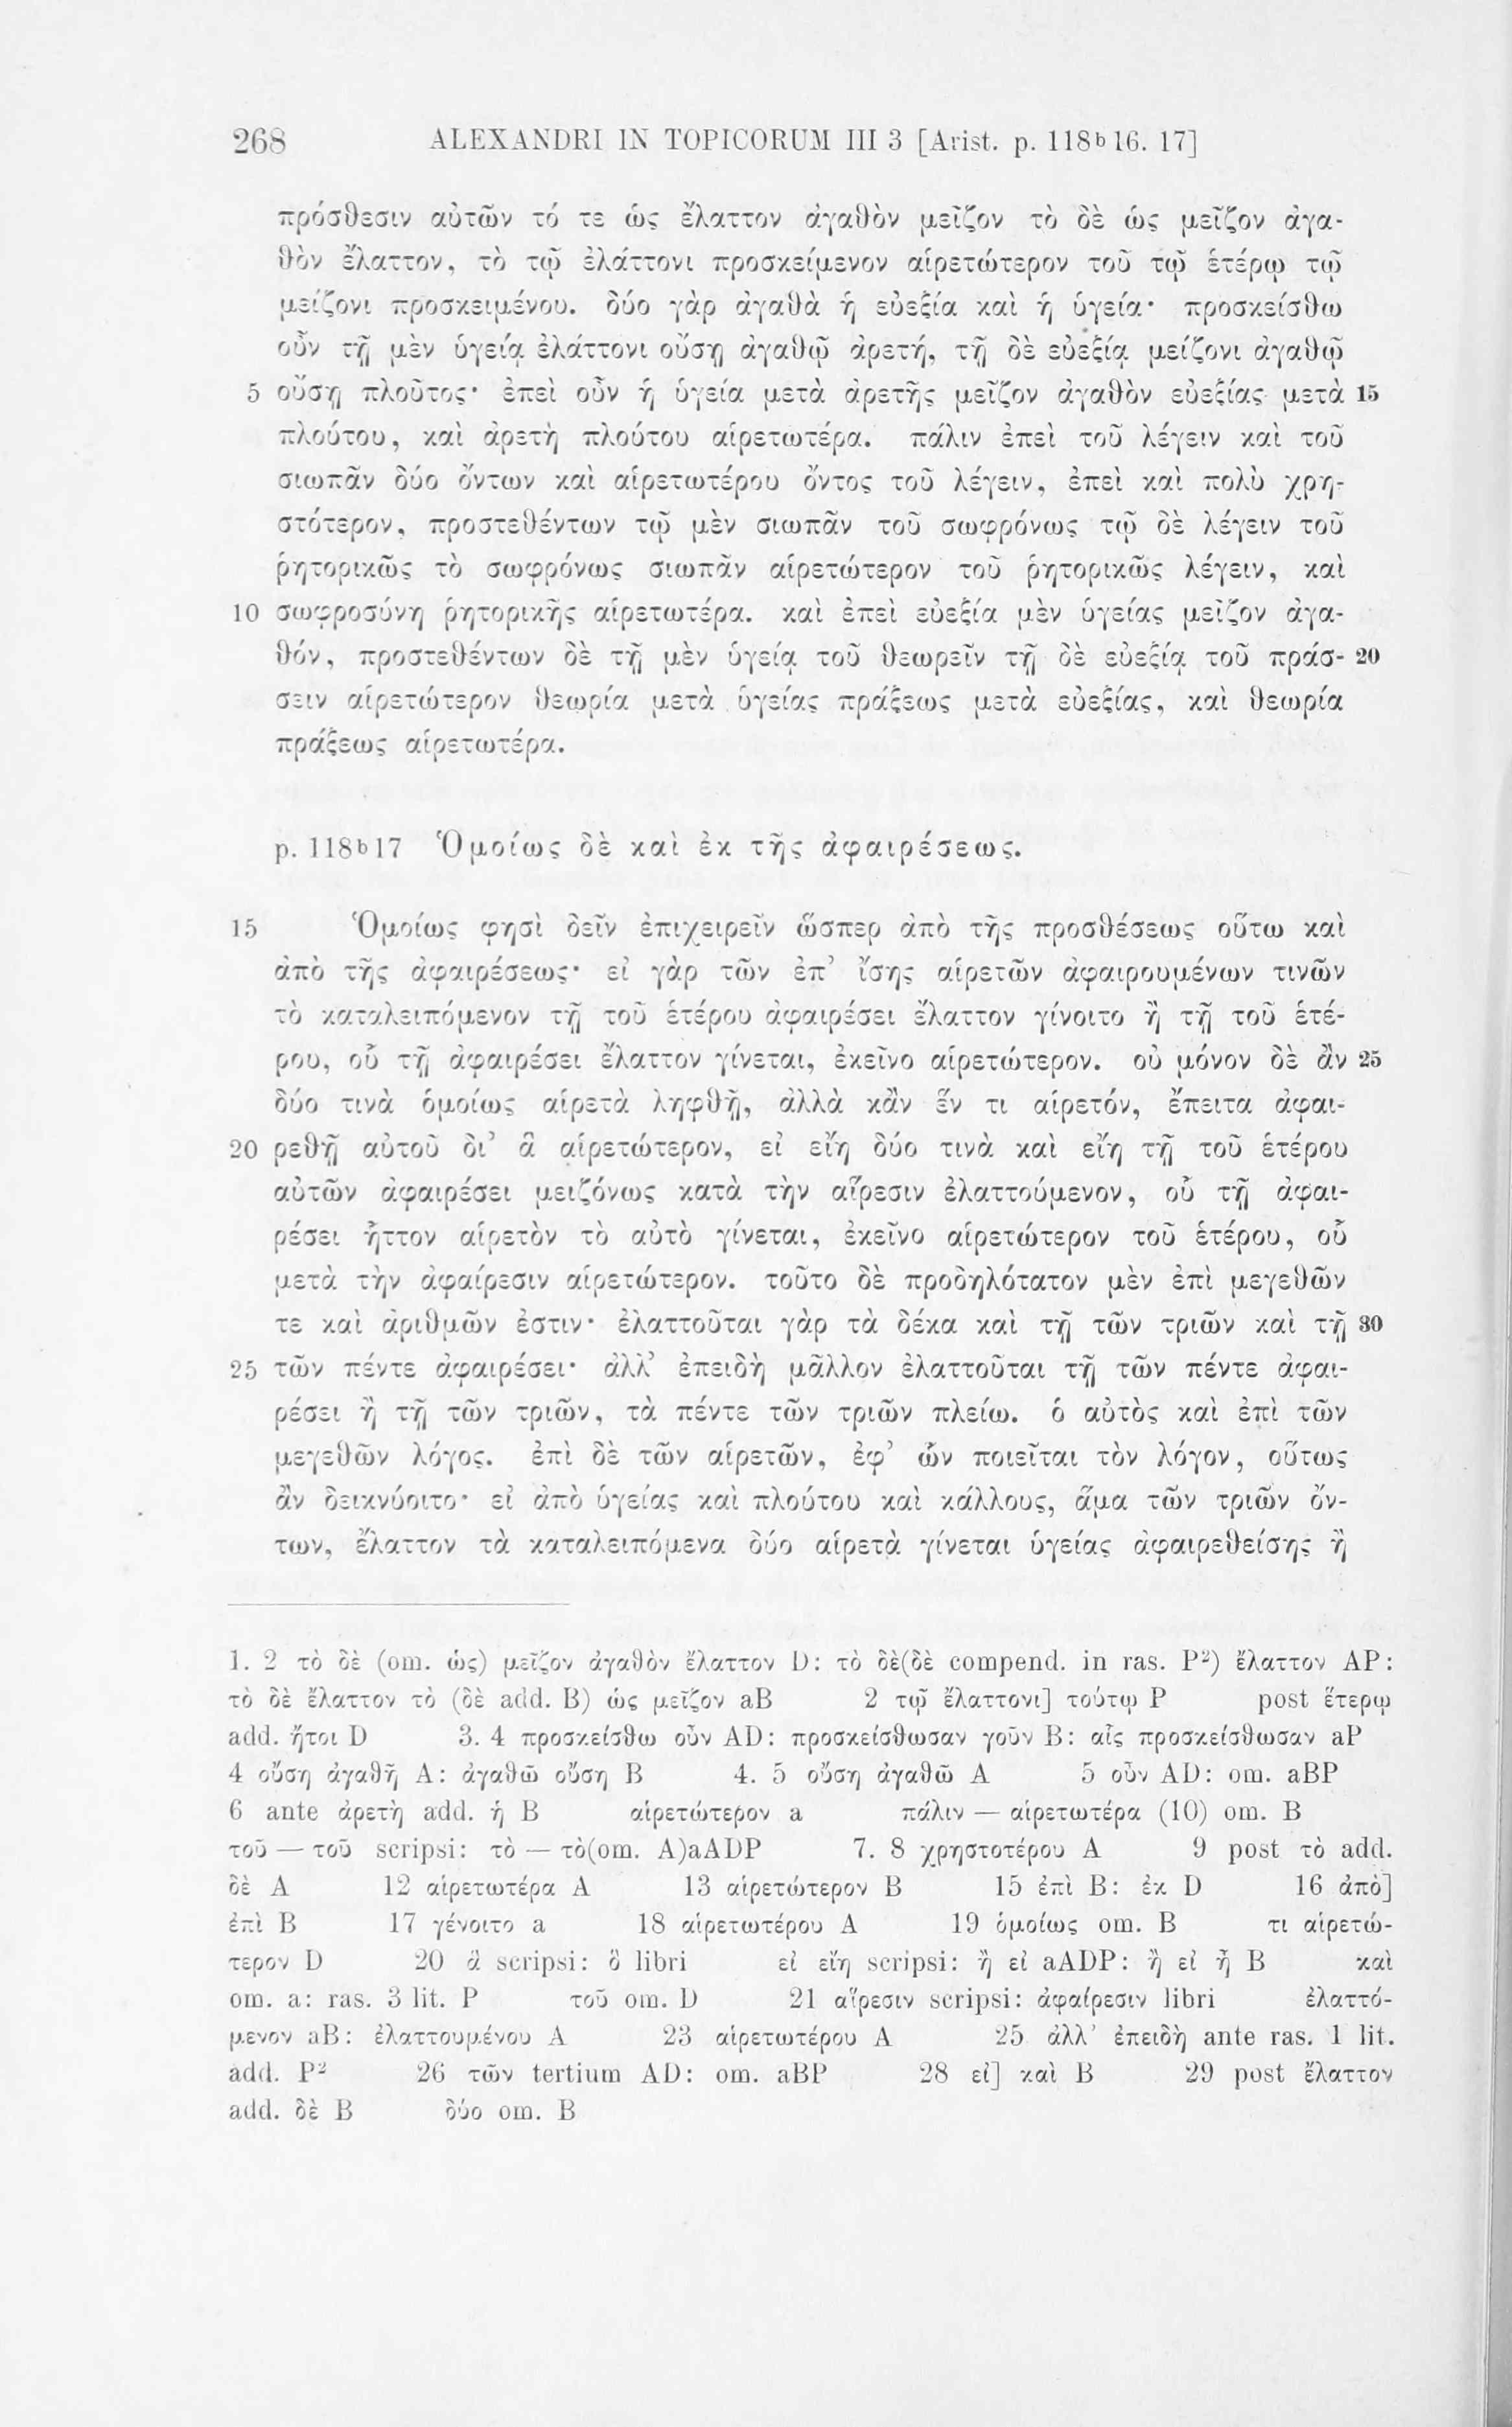 268 ALEXANDRI IN TOPICORUM III 3 [Arist. p. 118b16. 17]
πρόσθεσιν αὐτῶν τό τε ὡς ἔλαττον ἀγαθὸν μεῖζον τὸ δὲ ὡς μεῖζον ἀγα-
θὸν ἔλαττον, τὸ τῷ ἐλάττονι προσκείμενον αἱρετώτερον τοῦ τῷ ἑτέρῳ τῷ
μείζονι προσκειμένου. δύο γὰρ ἀγαθὰ ἡ εὐεξία καὶ ἡ ὑγεία· προσκείσθω
οὖν τῇ μὲν ὑγείᾳ ἐλάττονι οὔσῃ ἀγαθῷ ἀρετή, τῇ δὲ εὐεξίᾳ μείζονι ἀγαθῷ
5 οὔσῃ πλοῦτος· ἐπεὶ οὖν ἡ ὑγεία μετὰ ἀρετῆς μεῖζον ἀγαθὸν εὐεξίας μετὰ 15
πλούτου, καὶ ἀρετὴ πλούτου αἱρετωτέρα. πάλιν ἐπεὶ τοῦ λέγειν καὶ τοῦ
σιωπᾶν δύο ὄντων καὶ αἱρετωτέρου ὄντος τοῦ λέγειν, ἐπεὶ καὶ πολὺ χρη-
στότερον, προστεθέντων τῷ μὲν σιωπᾶν τοῦ σωφρόνως τῷ δὲ λέγειν τοῦ
ῥητορικῶς τὸ σωφρόνως σιωπᾶν αἱρετώτερον τοῦ ῥητορικῶς λέγειν, καὶ
10 σωφροσύνη ῥητορικῆς αἱρετωτέρα. καὶ ἐπεὶ εὐεξία μὲν ὑγείας μεῖζον ἀγα-
θόν, προστεθέντων δὲ τῇ μὲν ὑγείᾳ τοῦ θεωρεῖν τῇ δὲ εὐεξίᾳ τοῦ πράσ- 20
σειν αἱρετώτερον θεωρία μετὰ ὑγείας πράξεως μετὰ εὐεξίας, καὶ θεωρία
πράξεως αἱρετωτέρα.
p. 118b17 Ὁμοίως δὲ καὶ ἐκ τῆς ἀφαιρέσεως.
15 Ὁμοίως φησὶ δεῖν ἐπιχειρεῖν ὥσπερ ἀπὸ τῆς προσθέσεως οὕτω καὶ
ἀπὸ τῆς ἀφαιρέσεως· εἰ γὰρ τῶν ἐπ’ ἴσης αἱρετῶν ἀφαιρουμένων τινῶν
τὸ καταλειπόμενον τῇ τοῦ ἑτέρου ἀφαιρέσει ἔλαττον γίνοιτο ἢ τῇ τοῦ ἑτέ-
ρου, οὗ τῇ ἀφαιρέσει ἔλαττον γίνεται, ἐκεῖνο αἱρετώτερον. οὐ μόνον δὲ ἂν 25
δύο τινὰ ὁμοίως αἱρετὰ ληφθῇ, ἀλλὰ κἂν ἕν τι αἱρετόν, ἔπειτα ἀφαι-
20 ρεθῇ αὐτοῦ δι’ ἃ αἱρετώτερον, εἰ εἴη δύο τινὰ καὶ εἴη τῇ τοῦ ἑτέρου
αὐτῶν ἀφαιρέσει μειζόνως κατὰ τὴν αἵρεσιν ἐλαττούμενον, οὗ τῇ ἀφαι-
ρέσει ἧττον αἱρετὸν τὸ αὐτὸ γίνεται, ἐκεῖνο αἱρετώτερον τοῦ ἑτέρου, οὗ
μετὰ τὴν ἀφαίρεσιν αἱρετώτερον. τοῦτο δὲ προδηλότατον μὲν ἐπὶ μεγεθῶν
τε καὶ ἀριθμῶν ἐστιν· ἐλαττοῦται γὰρ τὰ δέκα καὶ τῇ τῶν τριῶν καὶ τῇ 30
25 τῶν πέντε ἀφαιρέσει· ἀλλ’ ἐπειδὴ μᾶλλον ἐλαττοῦται τῇ τῶν πέντε ἀφαι-
ρέσει ἢ τῇ τῶν τριῶν, τὰ πέντε τῶν τριῶν πλείω. ὁ αὐτὸς καὶ ἐπὶ τῶν
μεγεθῶν λόγος. ἐπὶ δὲ τῶν αἱρετῶν, ἐφ’ ὧν ποιεῖται τὸν λόγον, οὕτως
ἂν δεικνύοιτο· εἰ ἀπὸ ὑγείας καὶ πλούτου καὶ κάλλους, ἅμα τῶν τριῶν ὄν-
των, ἔλαττον τὰ καταλειπόμενα δύο αἱρετὰ γίνεται ὑγείας ἀφαιρεθείσης ἢ
1. 2 τὸ δὲ (om. ὡς) μεῖζον ἀγαθὸν ἔλαττον D: τὸ δὲ(δὲ compend. in ras. P²) ἔλαττον AP:
τὸ δὲ ἔλαττον τὸ (δὲ add. B) ὡς μεῖζον aB 2 τῷ ἔλαττονι] τούτῳ P post ἕτερῳ
add. ἤτοι D 3. 4 προσκείσθω οὖν AD: προσκείσθωσαν γοῦν B: αἷς προσκείσθωσαν aP
4 οὔση ἀγαθῆ A: ἀγαθῶ οὔση B 4. 5 οὔση ἀγαθῶ A 5 οὖν AD: om. aBP
6 ante ἀρετὴ add. ἡ B αἱρετώτερον a πάλιν — αἱρετωτέρα (10) om. B
τοῦ — τοῦ scripsi: τὸ — τὸ(om. A)aADP 7. 8 χρηστοτέρου A 9 post τὸ add.
δὲ A 12 αἱρετωτέρα A 13 αἱρετώτερον B 15 ἐπὶ B: ἐκ D 16 ἀπὸ]
ἐπὶ B 17 γένοιτο a 18 αἱρετωτέρου A 19 ὁμοίως om. B τι αἱρετώ-
τερον D 20 ἃ scripsi: ὃ libri εἰ εἴη scripsi: ἢ εἰ aADP: ἢ εἰ ᾖ B καὶ
om. a: ras. 3 lit. P τοῦ om. D 21 αἵρεσιν scripsi: ἀφαίρεσιν libri ἐλαττό-
μενον aB: ἐλαττουμένου A 23 αἱρετωτέρου A 25 ἀλλ’ ἐπειδὴ ante ras. 1 lit.
add. P² 26 τῶν tertium AD: om. aBP 28 εἰ] καὶ B 29 post ἔλαττον
add. δὲ B δύο om. B